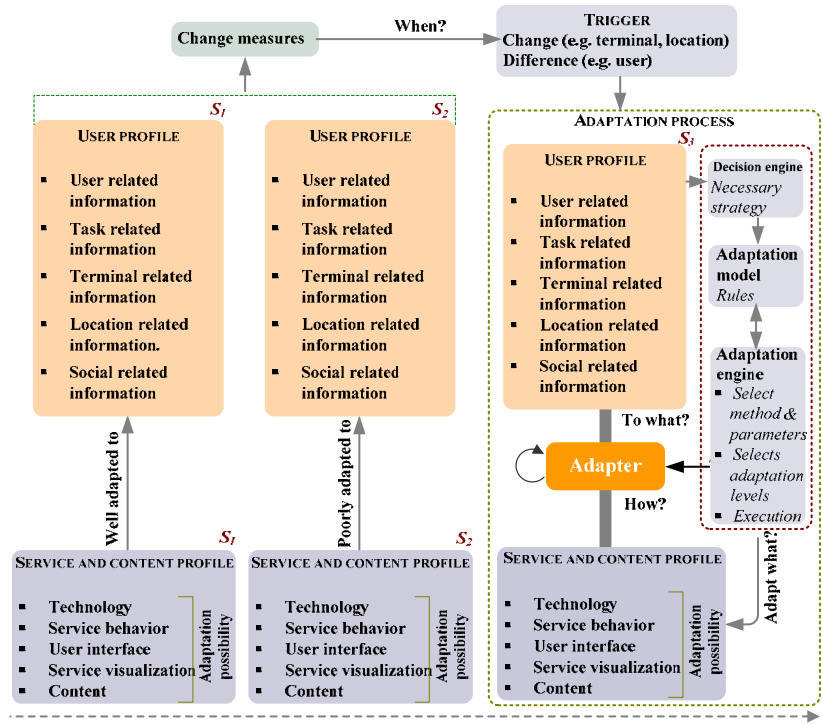 Change measures
When?
TRIGGER
Change (e.g. terminal, location)
Difference (e.g. user)
S1
USER PROFILE
▪ User related
information
▪ Task related
information
▪ Terminal related
information
▪ Location related
information.
▪ Social related
information
S2
USER PROFILE
▪ User related
information
▪ Task related
information
▪ Terminal related
information
▪ Location related
information
▪ Social related
information
ADAPTATION PROCESS
S3
USER PROFILE
▪ User related
information
▪ Task related
information
▪ Terminal related
information
▪ Location related
information
▪ Social related
information
Decision engine
Necessary
strategy
Adaptation
model
Rules
Adaptation
engine
▪ Select
method &
parameters
▪ Selects
adaptation
levels
▪ Execution
To what?
Adapter
How?
Adapt what?
Well adapted to
Poorly adapted to
S1
SERVICE AND CONTENT PROFILE
▪ Technology
▪ Service behavior
▪ User interface
▪ Service visualization
▪ Content
Adaptation
possibility
S2
SERVICE AND CONTENT PROFILE
▪ Technology
▪ Service behavior
▪ User interface
▪ Service visualization
▪ Content
Adaptation
possibility
SERVICE AND CONTENT PROFILE
▪ Technology
▪ Service behavior
▪ User interface
▪ Service visualization
▪ Content
Adaptation
possibility